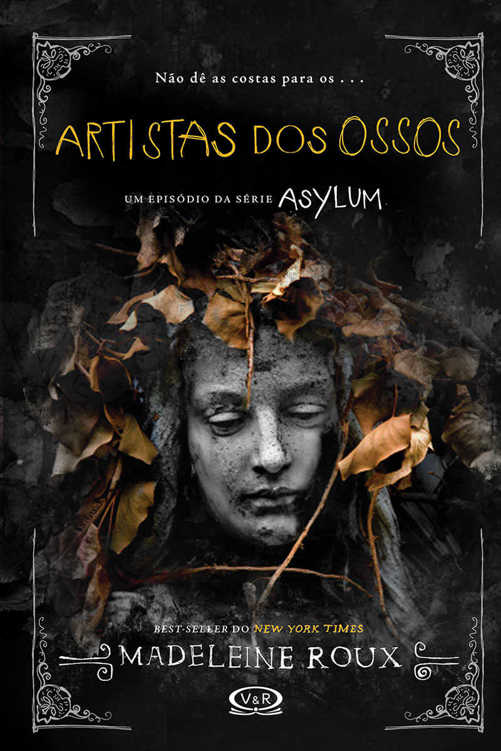 Não dê as costas para os . . .
ARTISTAS DOS OSSOS
UM EPISÓDIO DA SÉRIE ASYLUM
BEST-SELLER DO NEW YORK TIMES
MADELEINE ROUX
V&R